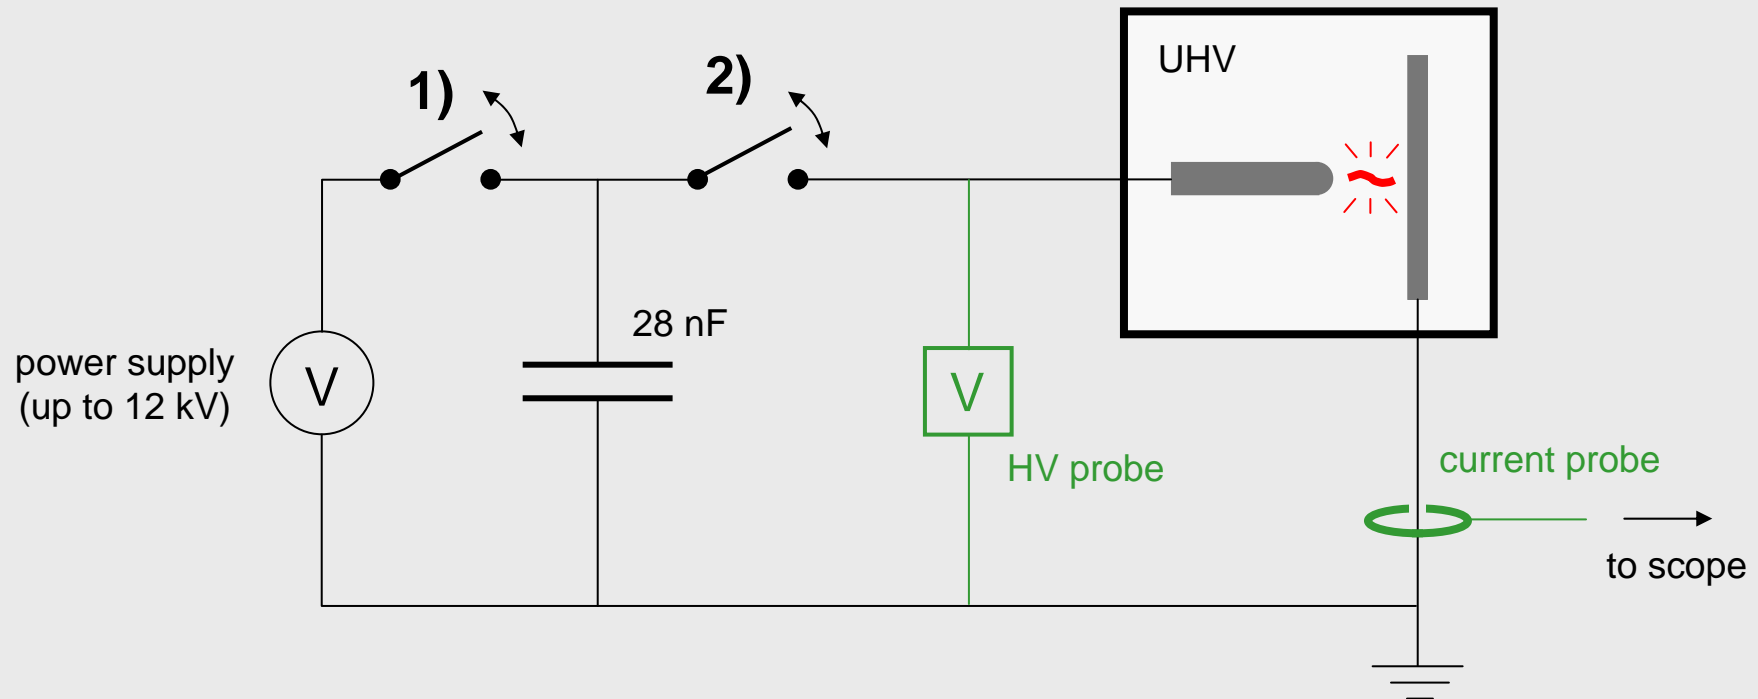 1)
2)
UHV
28 nF
power supply
(up to 12 kV)
V
V
HV probe
current probe
to scope